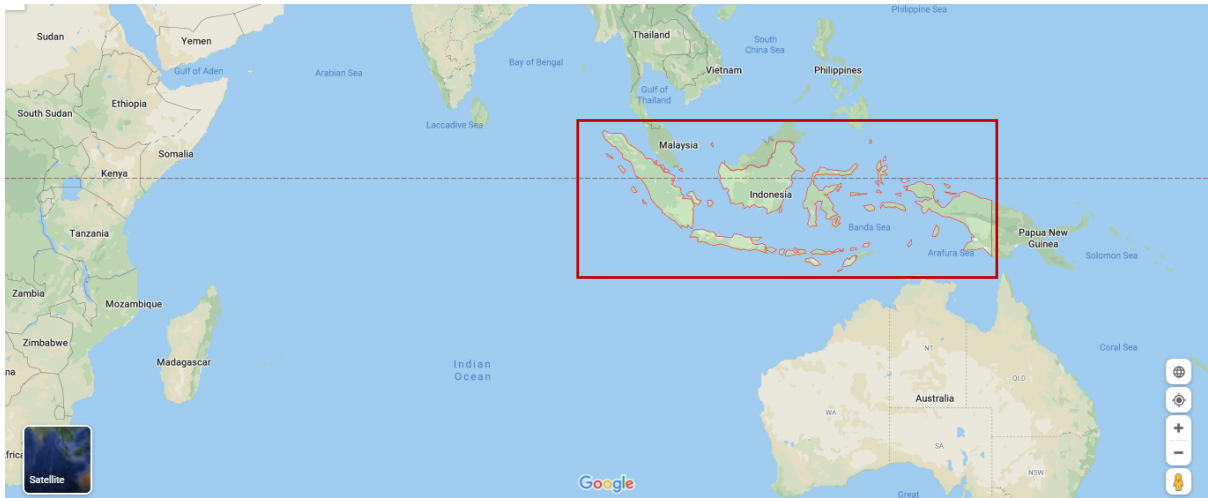 Philippine Sea
Sudan
Yemen
Thailand
South
China Sea
Gulf of Aden
Arabian Sea
Bay of Bengal
Vietnam
Philippines
Ethiopia
Gulf of
Thailand
South Sudan
Laccadive Sea
Somalia
Malaysia
Kenya
Indonesia
Tanzania
Banda Sea
Papua New
Guinea
Arafura Sea
Solomon Sea
Zambia
Mozambique
Zimbabwe
Madagascar
Indian
Ocean
NT
Coral Sea
na
QLD
Australia
WA
SA
frica
NSW
Satellite
Google
Great